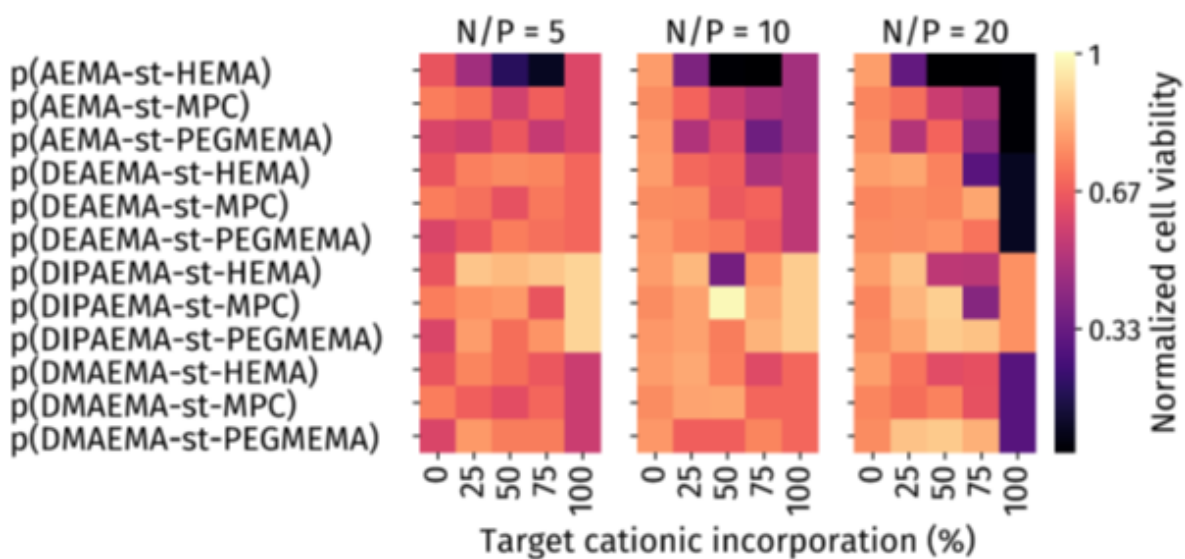 N/P = 5
N/P = 10
N/P = 20
p(AEMA-st-HEMA)
p(AEMA-st-MPC)
p(AEMA-st-PEGMEMA)
p(DEAEMA-st-HEMA)
p(DEAEMA-st-MPC)
p(DEAEMA-st-PEGMEMA)
p(DIPAEMA-st-HEMA)
p(DIPAEMA-st-MPC)
p(DIPAEMA-st-PEGMEMA)
p(DMAEMA-st-HEMA)
p(DMAEMA-st-MPC)
p(DMAEMA-st-PEGMEMA)
0 25 50 75 100
0 25 50 75 100
0 25 50 75 100
Target cationic incorporation (%)
1
0.67
0.33
Normalized cell viability